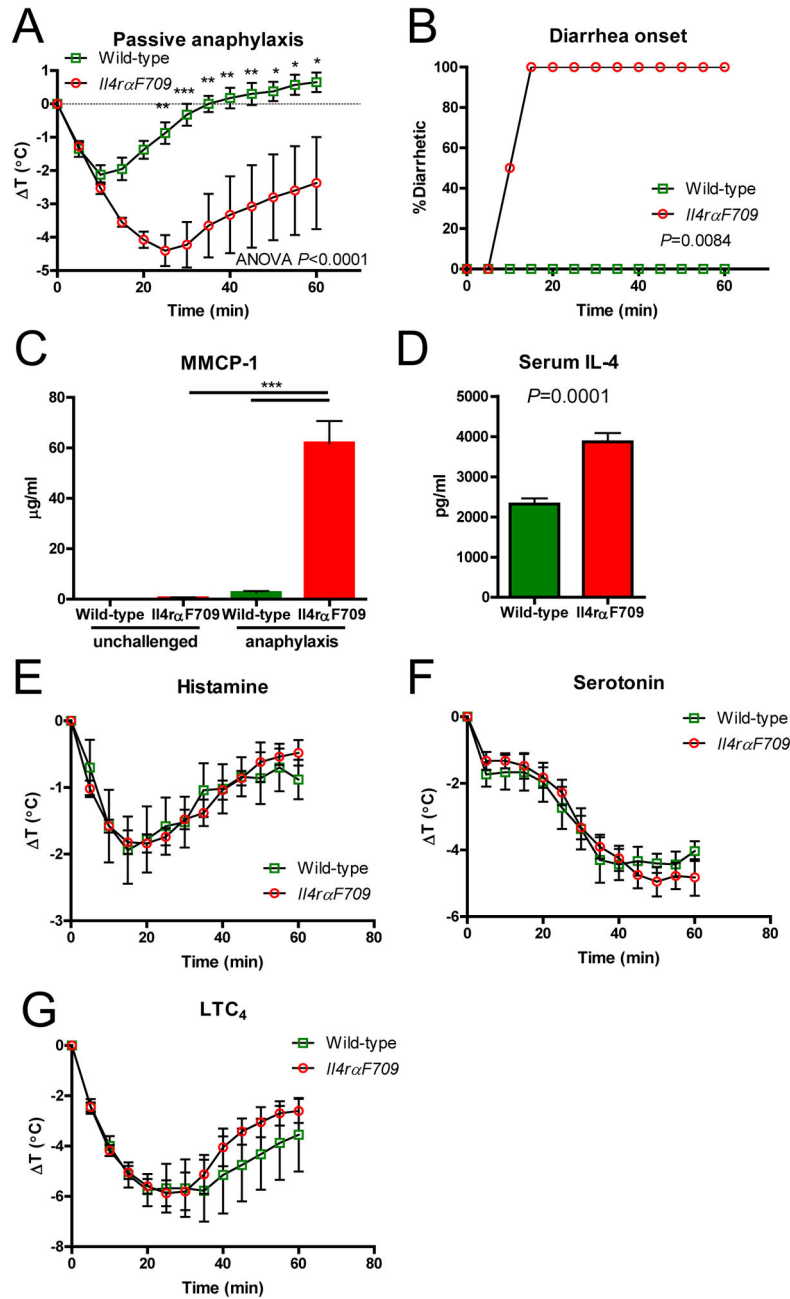 A
Passive anaphylaxis
Wild-type
Il4rαF709
** *** ** ** ** * * *
1
0
-1
-2
-3
-4
-5
ΔT (°C)
ANOVA P<0.0001
0 20 40 60
Time (min)
B
Diarrhea onset
100
80
60
40
20
0
%Diarrhetic
Wild-type
Il4rαF709
P=0.0084
0 10 20 30 40 50 60
Time (min)
C
MMCP-1
***
80
60
40
20
0
µg/ml
Wild-type Il4rαF709 Wild-type Il4rαF709
unchallenged anaphylaxis
D
Serum IL-4
P=0.0001
5000
4000
3000
2000
1000
0
pg/ml
Wild-type Il4rαF709
E
Histamine
0
-1
-2
-3
ΔT (°C)
Wild-type
Il4rαF709
0 20 40 60 80
Time (min)
F
Serotonin
0
-2
-4
-6
ΔT (°C)
Wild-type
Il4rαF709
0 20 40 60 80
Time (min)
G
LTC₄
0
-2
-4
-6
-8
ΔT (°C)
Wild-type
Il4rαF709
0 20 40 60 80
Time (min)